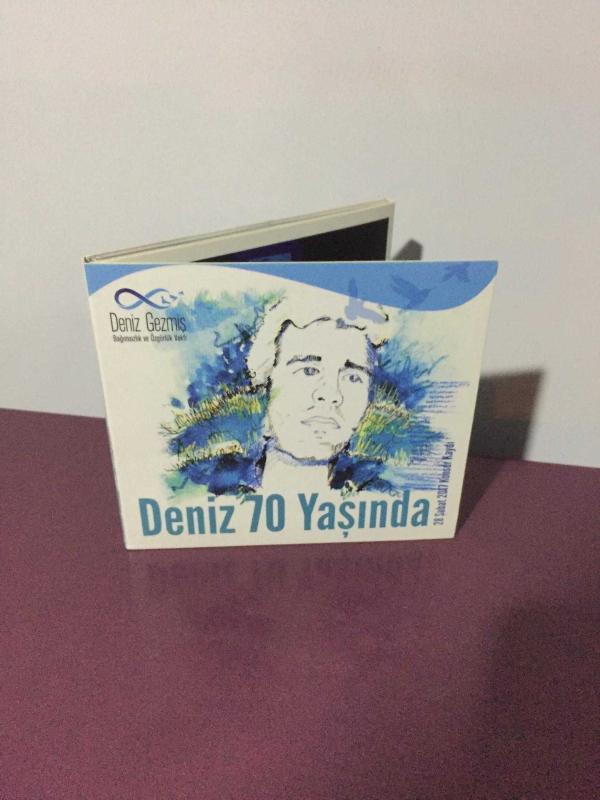 Deniz Gezmiş
Bağımsızlık ve Özgürlük Vakfı
Deniz 70 Yaşında
28 Şubat 2017 Konser Kaydı